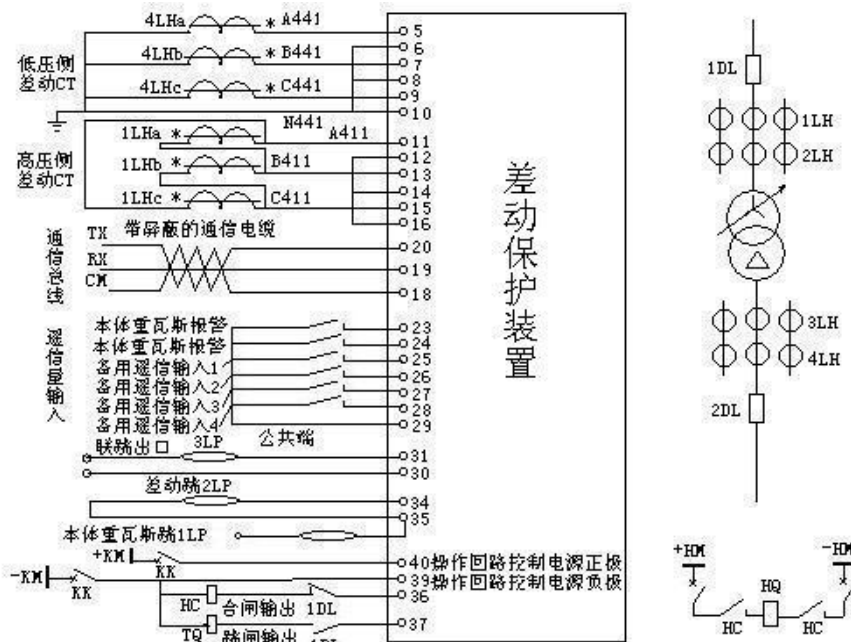 4LHa * A441
5
6
4LHb * B441
7
低压侧
差动CT
8
4LHc * C441
9
10
N441
1LHa * A411
11
12
高压侧
差动CT
1LHb * B411
13
14
1LHc * C411
15
16
通信总线
TX 带屏蔽的通信电缆
20
RX
19
CM
18
遥信量输入
本体重瓦斯报警
23
本体重瓦斯报警
24
备用遥信输入1
25
备用遥信输入2
26
备用遥信输入3
27
28
备用遥信输入4
29
公共端
联跳出口 3LP
31
30
差动跳2LP
34
35
本体重瓦斯跳1LP
+KM
KK
40操作回路控制电源正极
-KM
KK
39操作回路控制电源负极
HC 合闸输出 1DL
36
TQ 跳闸输出 1DL
37
差动保护装置
1DL
1LH
2LH
3LH
4LH
2DL
+HM
-HM
HQ
HC
HC